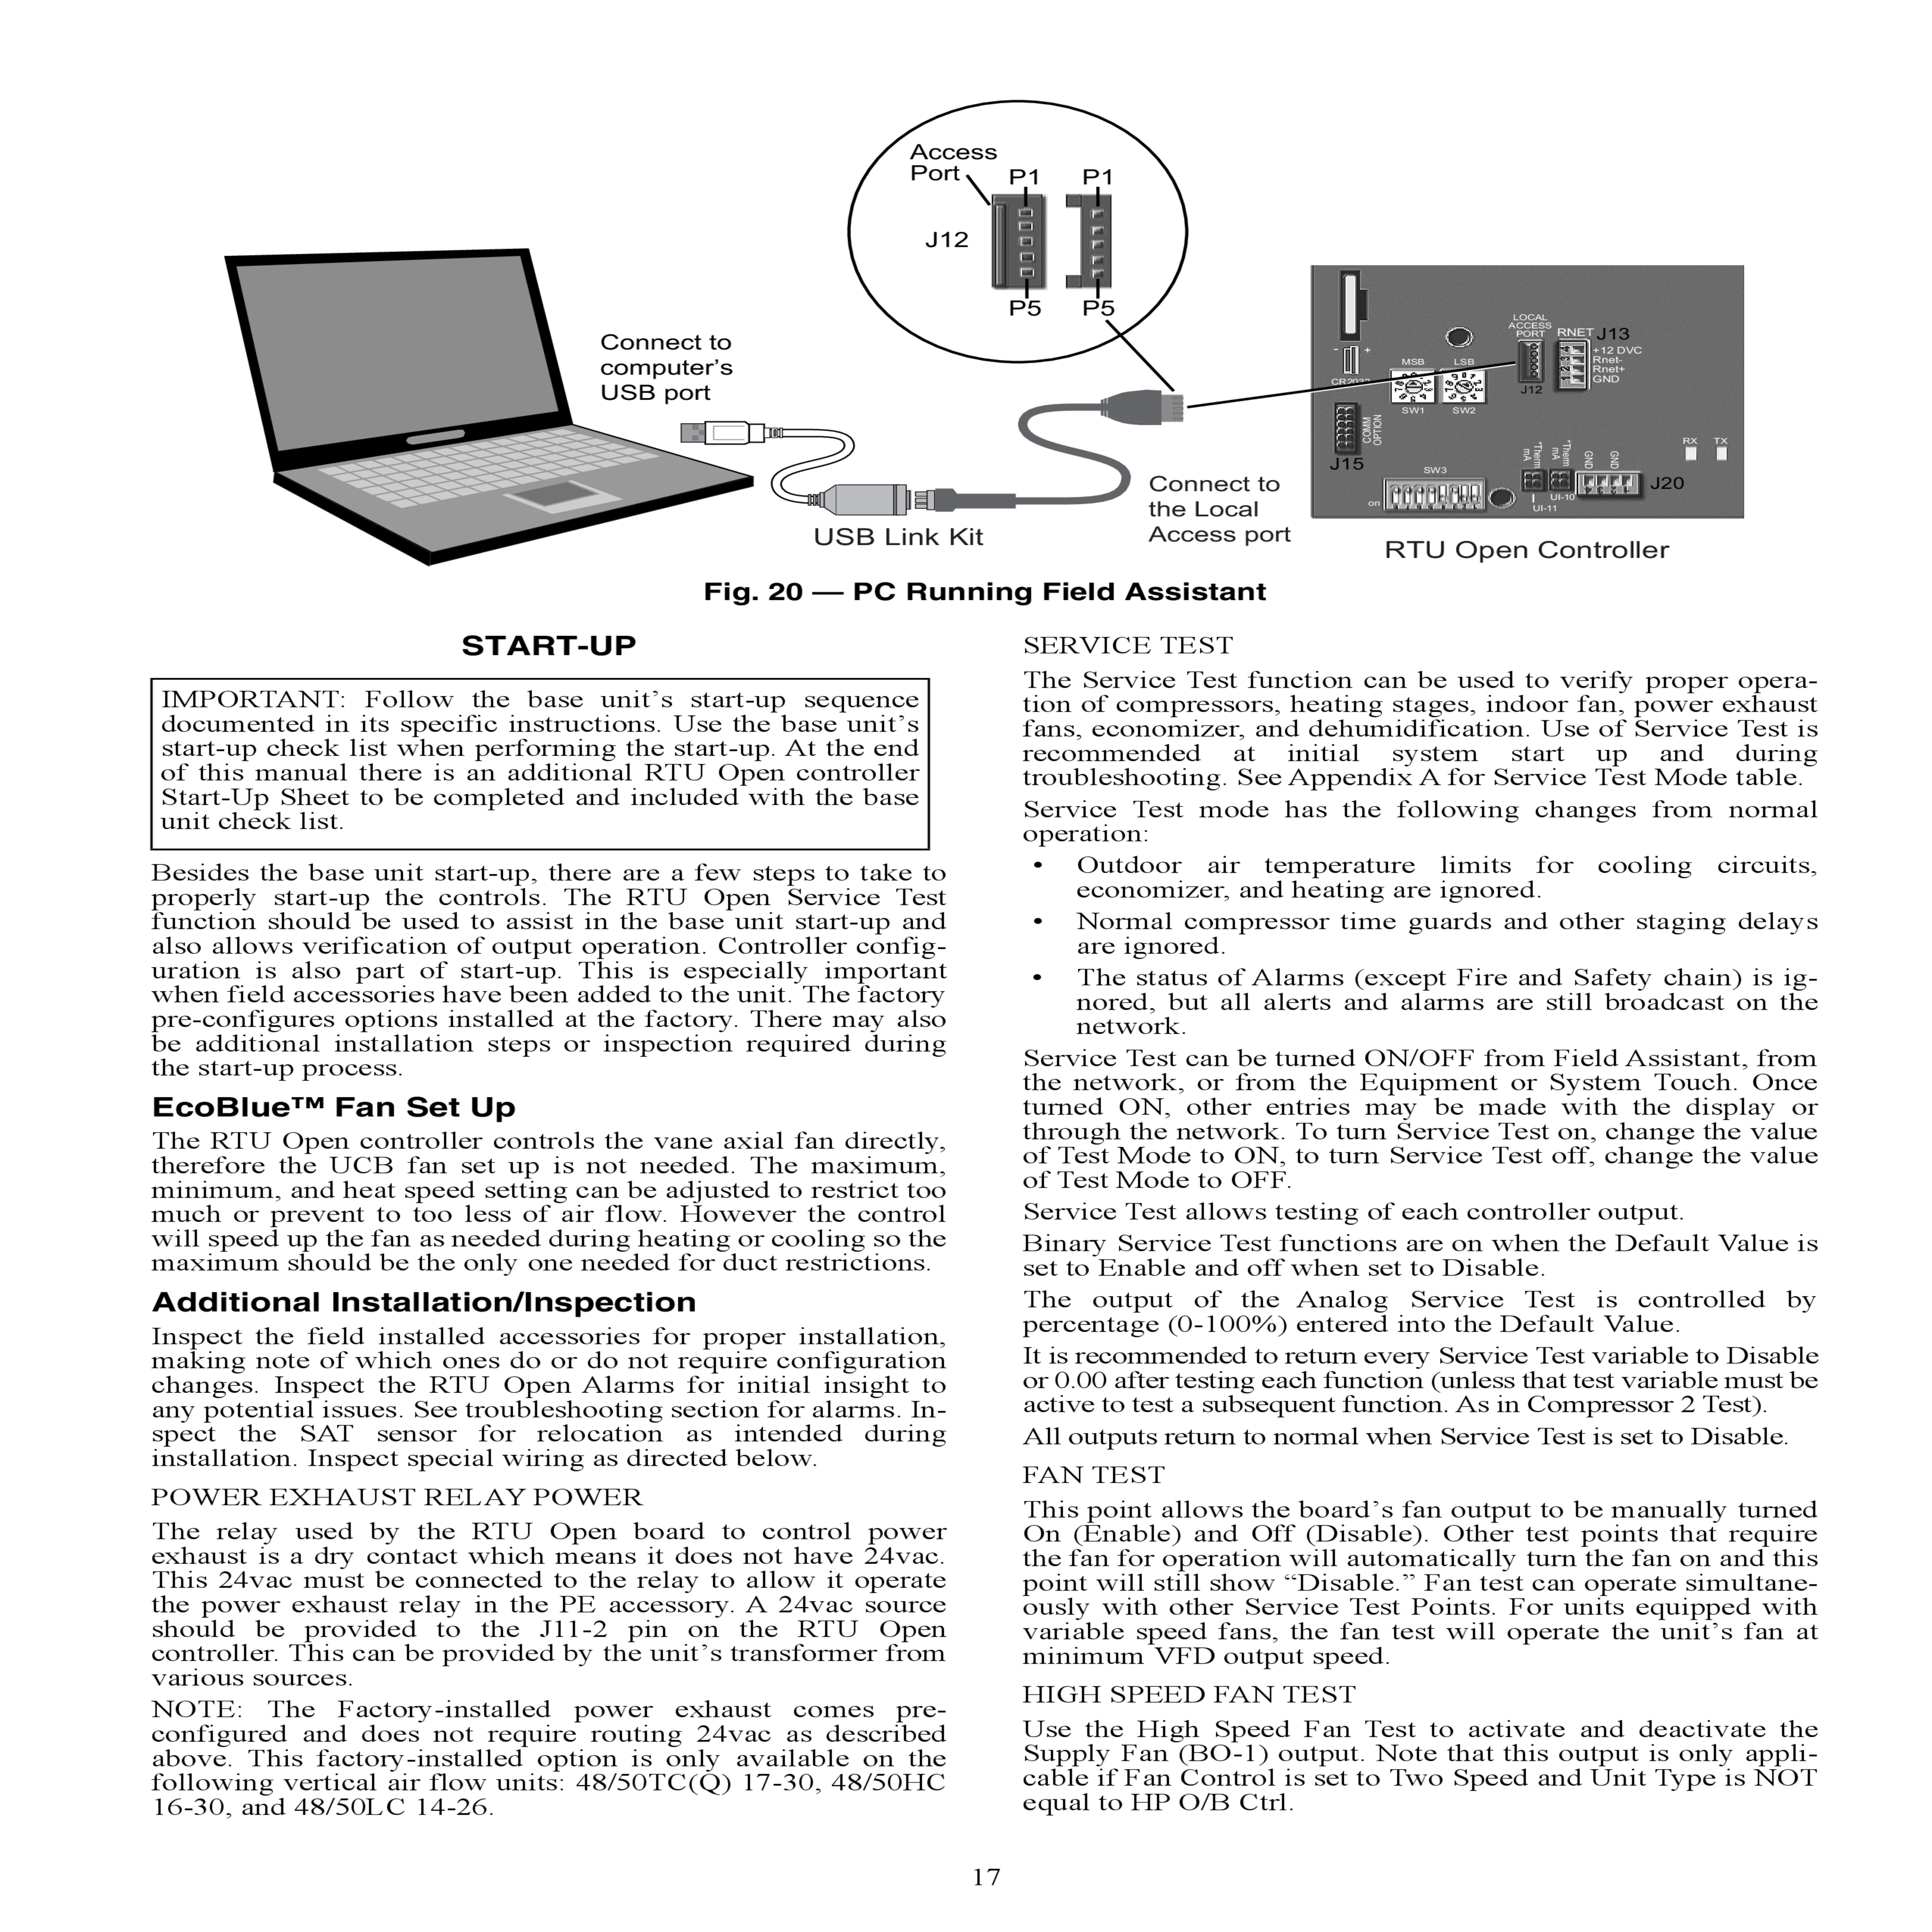 Access
Port
P1
P1
J12
P5
P5
Connect to
computer's
USB port
USB Link Kit
Connect to
the Local
Access port
LOCAL
ACCESS
PORT
RNET
J13
+12 DVC
Rnet-
Rnet+
GND
J12
- +
MSB
LSB
SW1
SW2
COMM
OPTION
J15
SW3
on
*Therm
mA
*Therm
mA
GND
GND
J20
UI-10
UI-11
RX
TX
RTU Open Controller
Fig. 20 — PC Running Field Assistant
START-UP
IMPORTANT: Follow the base unit's start-up sequence
documented in its specific instructions. Use the base unit's
start-up check list when performing the start-up. At the end
of this manual there is an additional RTU Open controller
Start-Up Sheet to be completed and included with the base
unit check list.
Besides the base unit start-up, there are a few steps to take to
properly start-up the controls. The RTU Open Service Test
function should be used to assist in the base unit start-up and
also allows verification of output operation. Controller config-
uration is also part of start-up. This is especially important
when field accessories have been added to the unit. The factory
pre-configures options installed at the factory. There may also
be additional installation steps or inspection required during
the start-up process.
EcoBlue™ Fan Set Up
The RTU Open controller controls the vane axial fan directly,
therefore the UCB fan set up is not needed. The maximum,
minimum, and heat speed setting can be adjusted to restrict too
much or prevent to too less of air flow. However the control
will speed up the fan as needed during heating or cooling so the
maximum should be the only one needed for duct restrictions.
Additional Installation/Inspection
Inspect the field installed accessories for proper installation,
making note of which ones do or do not require configuration
changes. Inspect the RTU Open Alarms for initial insight to
any potential issues. See troubleshooting section for alarms. In-
spect the SAT sensor for relocation as intended during
installation. Inspect special wiring as directed below.
POWER EXHAUST RELAY POWER
The relay used by the RTU Open board to control power
exhaust is a dry contact which means it does not have 24vac.
This 24vac must be connected to the relay to allow it operate
the power exhaust relay in the PE accessory. A 24vac source
should be provided to the J11-2 pin on the RTU Open
controller. This can be provided by the unit's transformer from
various sources.
NOTE: The Factory-installed power exhaust comes pre-
configured and does not require routing 24vac as described
above. This factory-installed option is only available on the
following vertical air flow units: 48/50TC(Q) 17-30, 48/50HC
16-30, and 48/50LC 14-26.
SERVICE TEST
The Service Test function can be used to verify proper opera-
tion of compressors, heating stages, indoor fan, power exhaust
fans, economizer, and dehumidification. Use of Service Test is
recommended at initial system start up and during
troubleshooting. See Appendix A for Service Test Mode table.
Service Test mode has the following changes from normal
operation:
• Outdoor air temperature limits for cooling circuits,
economizer, and heating are ignored.
• Normal compressor time guards and other staging delays
are ignored.
• The status of Alarms (except Fire and Safety chain) is ig-
nored, but all alerts and alarms are still broadcast on the
network.
Service Test can be turned ON/OFF from Field Assistant, from
the network, or from the Equipment or System Touch. Once
turned ON, other entries may be made with the display or
through the network. To turn Service Test on, change the value
of Test Mode to ON, to turn Service Test off, change the value
of Test Mode to OFF.
Service Test allows testing of each controller output.
Binary Service Test functions are on when the Default Value is
set to Enable and off when set to Disable.
The output of the Analog Service Test is controlled by
percentage (0-100%) entered into the Default Value.
It is recommended to return every Service Test variable to Disable
or 0.00 after testing each function (unless that test variable must be
active to test a subsequent function. As in Compressor 2 Test).
All outputs return to normal when Service Test is set to Disable.
FAN TEST
This point allows the board's fan output to be manually turned
On (Enable) and Off (Disable). Other test points that require
the fan for operation will automatically turn the fan on and this
point will still show “Disable.” Fan test can operate simultane-
ously with other Service Test Points. For units equipped with
variable speed fans, the fan test will operate the unit's fan at
minimum VFD output speed.
HIGH SPEED FAN TEST
Use the High Speed Fan Test to activate and deactivate the
Supply Fan (BO-1) output. Note that this output is only appli-
cable if Fan Control is set to Two Speed and Unit Type is NOT
equal to HP O/B Ctrl.
17